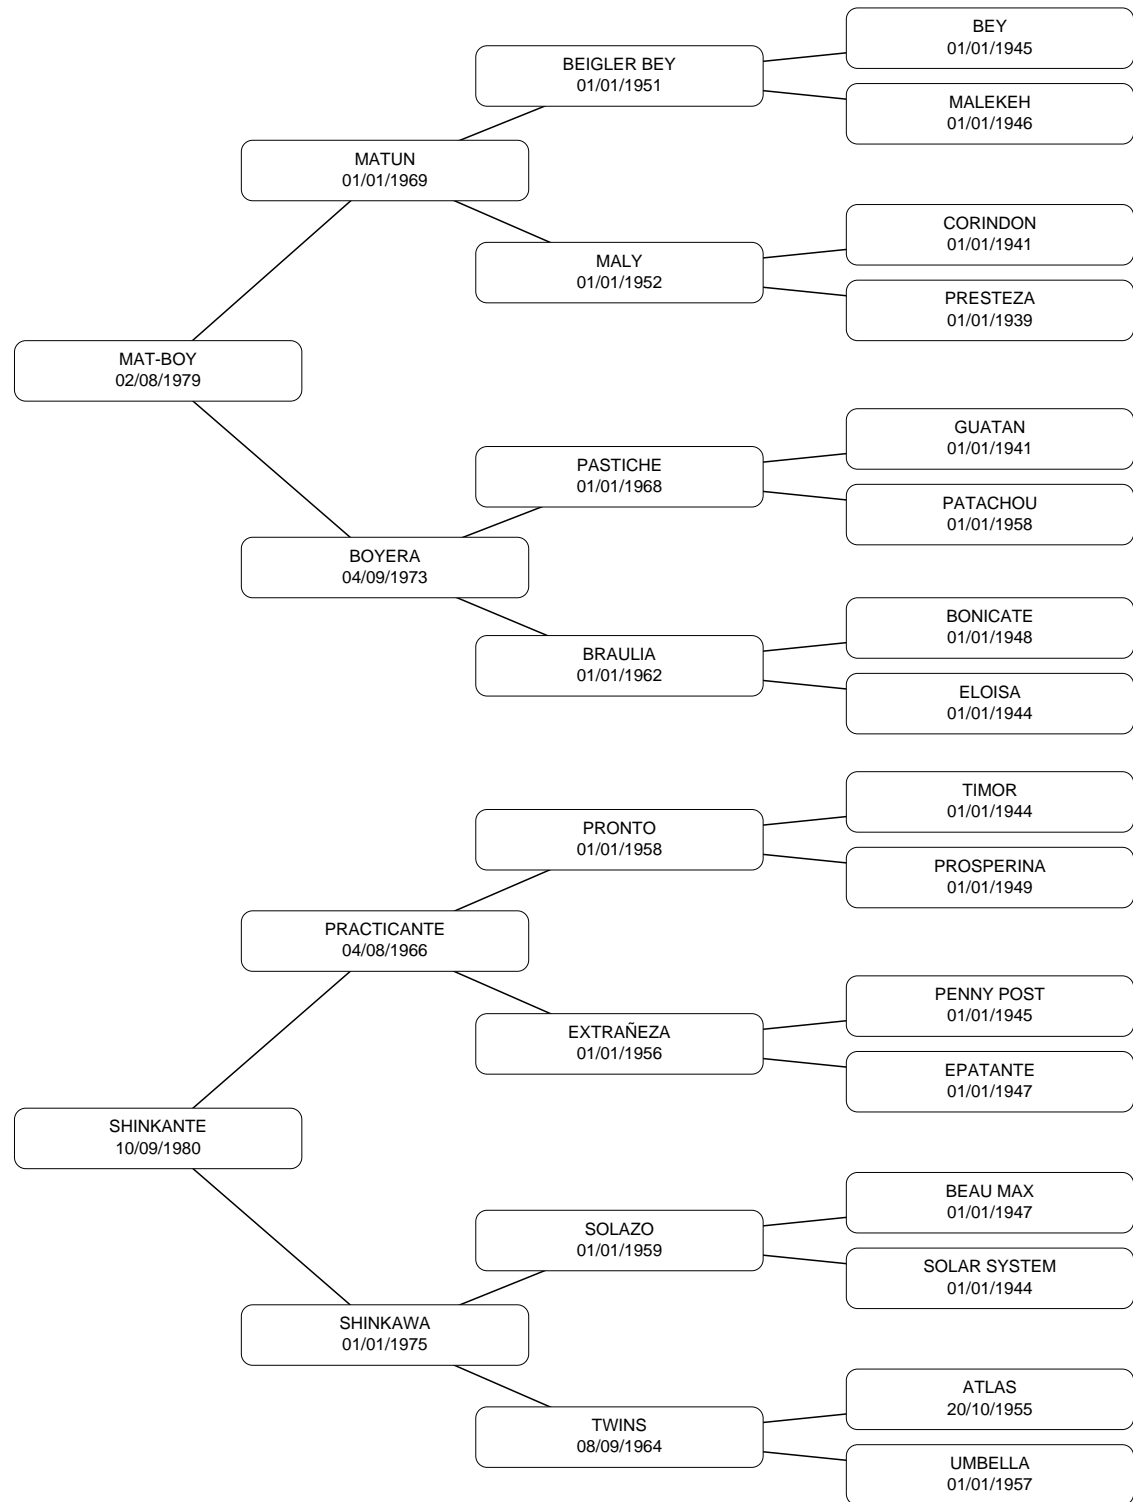 BEY
01/01/1945
BEIGLER BEY
01/01/1951
MALEKEH
01/01/1946
MATUN
01/01/1969
CORINDON
01/01/1941
MALY
01/01/1952
PRESTEZA
01/01/1939
MAT-BOY
02/08/1979
GUATAN
01/01/1941
PASTICHE
01/01/1968
PATACHOU
01/01/1958
BOYERA
04/09/1973
BONICATE
01/01/1948
BRAULIA
01/01/1962
ELOISA
01/01/1944
TIMOR
01/01/1944
PRONTO
01/01/1958
PROSPERINA
01/01/1949
PRACTICANTE
04/08/1966
PENNY POST
01/01/1945
EXTRAÑEZA
01/01/1956
EPATANTE
01/01/1947
SHINKANTE
10/09/1980
BEAU MAX
01/01/1947
SOLAZO
01/01/1959
SOLAR SYSTEM
01/01/1944
SHINKAWA
01/01/1975
ATLAS
20/10/1955
TWINS
08/09/1964
UMBELLA
01/01/1957